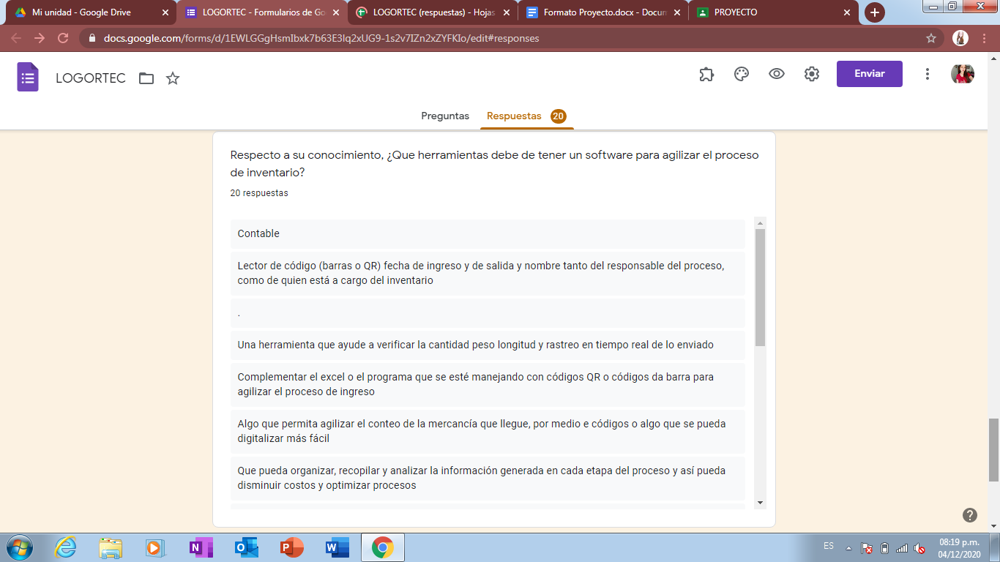 Mi unidad - Google Drive
LOGORTEC - Formularios de Go
LOGORTEC (respuestas) - Hojas
Formato Proyecto.docx - Docun
PROYECTO
docs.google.com/forms/d/1EWLGGgHsmIbxk7b63E3lq2xUG9-1s2v7IZn2xZYFKIo/edit#responses
LOGORTEC
Enviar
Preguntas
Respuestas 20
Respecto a su conocimiento, ¿Que herramientas debe de tener un software para agilizar el proceso
de inventario?
20 respuestas
Contable
Lector de código (barras o QR) fecha de ingreso y de salida y nombre tanto del responsable del proceso,
como de quien está a cargo del inventario
.
Una herramienta que ayude a verificar la cantidad peso longitud y rastreo en tiempo real de lo enviado
Complementar el excel o el programa que se esté manejando con códigos QR o códigos da barra para
agilizar el proceso de ingreso
Algo que permita agilizar el conteo de la mercancía que llegue, por medio e códigos o algo que se pueda
digitalizar más fácil
Que pueda organizar, recopilar y analizar la información generada en cada etapa del proceso y así pueda
disminuir costos y optimizar procesos
ES
08:19 p.m.
04/12/2020